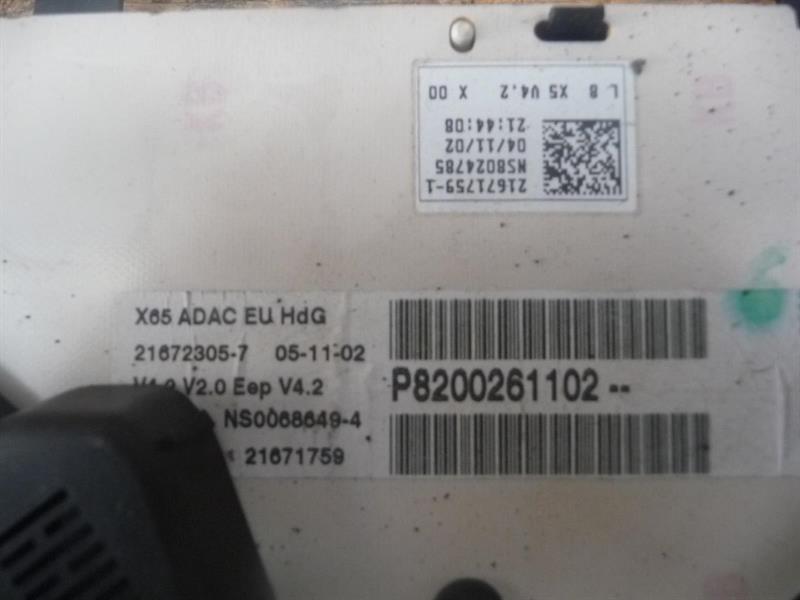 L 8 X5 V4.2 X 00
21:44:08
04/11/02
NS8024785
21671759-1
X65 ADAC EU HdG
21672305-7 05-11-02
V2.0 Eep V4.2
NS0068649-4
21671759
P8200261102--